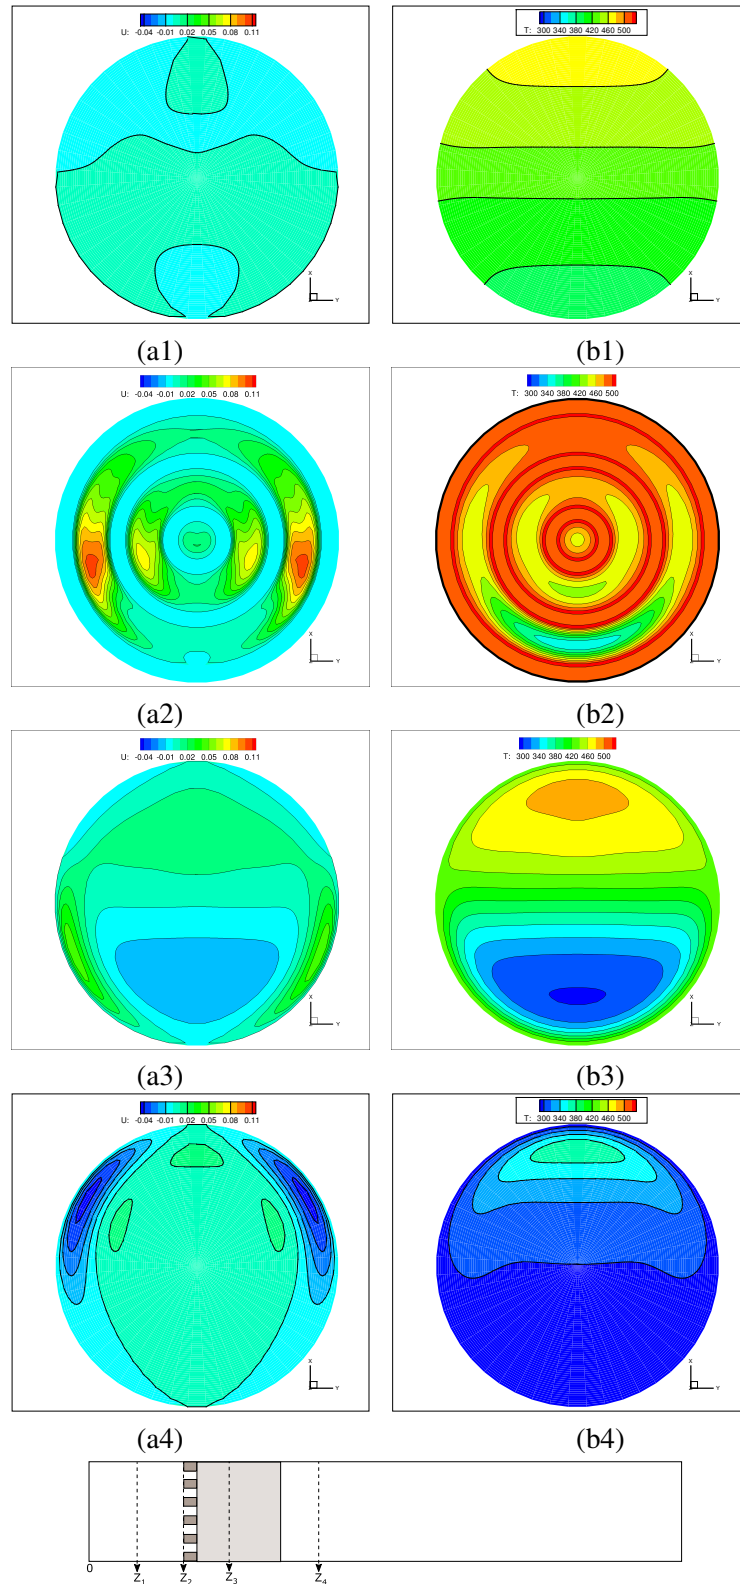 U: -0.04 -0.01 0.02 0.05 0.08 0.11
T: 300 340 380 420 460 500
X
Y
X
Y
(a1)
(b1)
U: -0.04 -0.01 0.02 0.05 0.08 0.11
T: 300 340 380 420 460 500
X
Y
X
Y
(a2)
(b2)
U: -0.04 -0.01 0.02 0.05 0.08 0.11
T: 300 340 380 420 460 500
X
Y
X
Y
(a3)
(b3)
U: -0.04 -0.01 0.02 0.05 0.08 0.11
T: 300 340 380 420 460 500
X
Y
X
Y
(a4)
(b4)
0
Z1 Z2 Z3 Z4